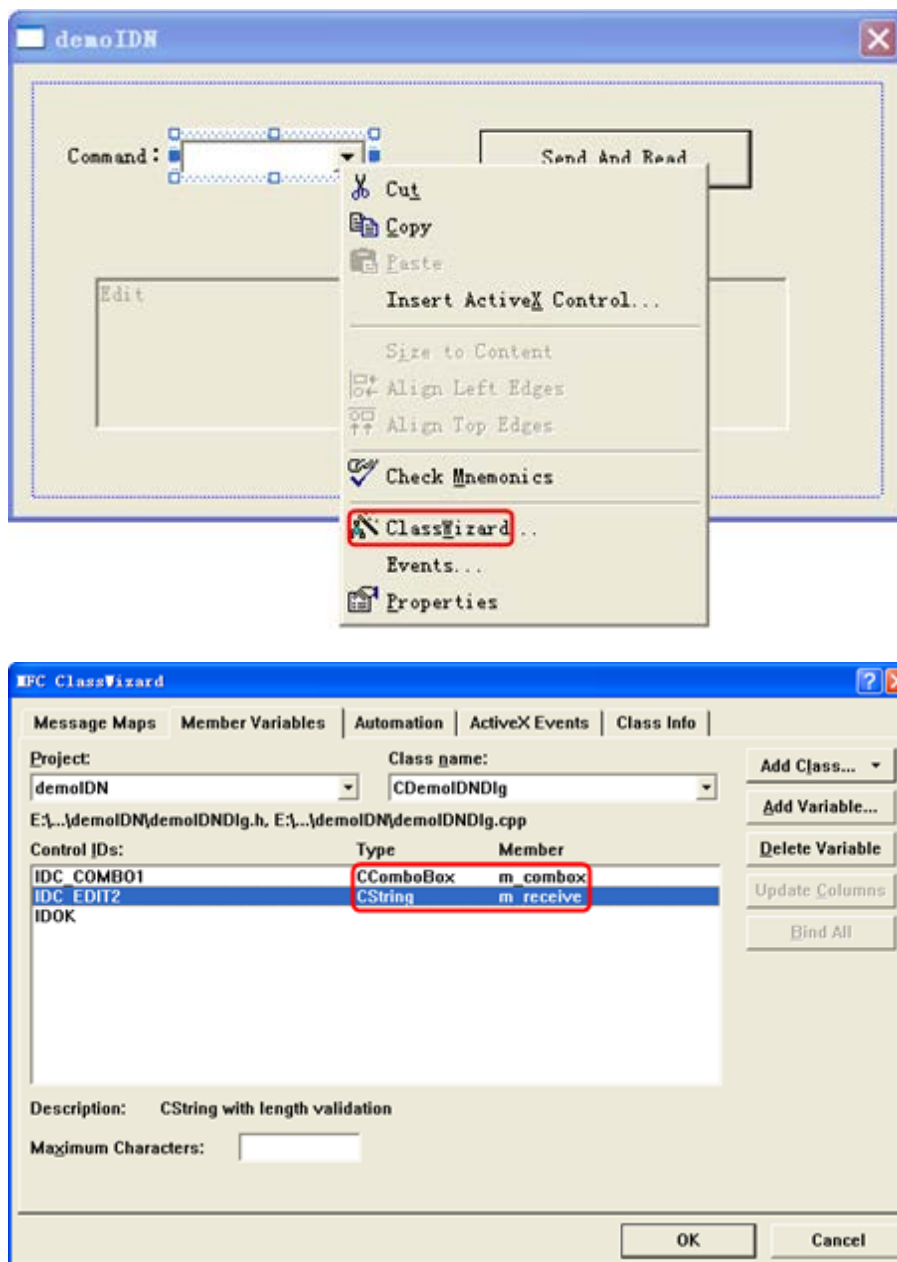 demoIDN
Command: Send And Read
Cut
Copy
Paste
Edit
Insert ActiveX Control...
Size to Content
Align Left Edges
Align Top Edges
Check Mnemonics
ClassWizard...
Events...
Properties
MFC ClassWizard
Message Maps Member Variables Automation ActiveX Events Class Info
Project: Class name: Add Class...
demoIDN CDemoIDNDlg
Add Variable...
E:\...\demoIDN\demoIDNDlg.h, E:\...\demoIDN\demoIDNDlg.cpp
Control IDs: Type Member Delete Variable
IDC_COMBO1 CComboBox m_combox
IDC_EDIT2 CString m_receive Update Columns
IDOK
Bind All
Description: CString with length validation
Maximum Characters:
OK Cancel